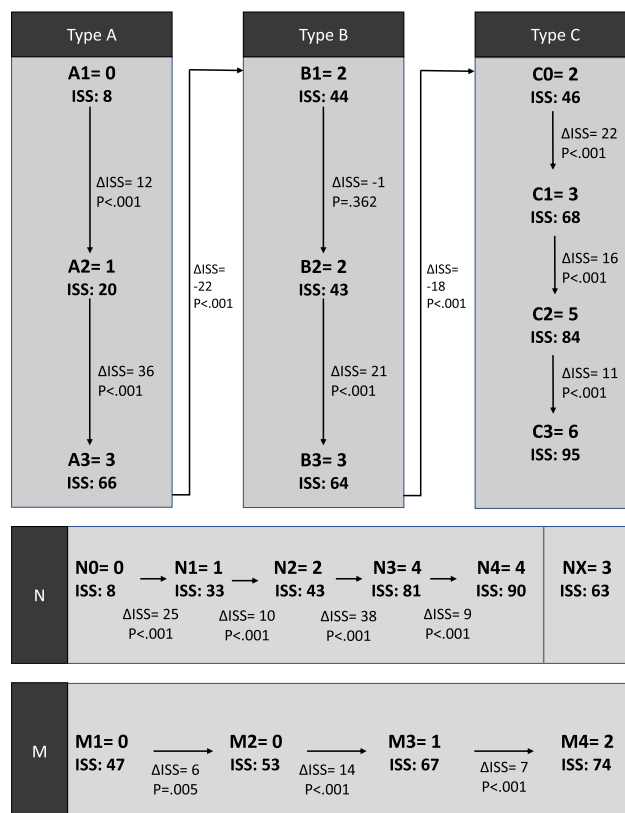 Type A
A1= 0
ISS: 8
ΔISS= 12
P<.001
A2= 1
ISS: 20
ΔISS= 36
P<.001
A3= 3
ISS: 66
ΔISS=
-22
P<.001
Type B
B1= 2
ISS: 44
ΔISS= -1
P=.362
B2= 2
ISS: 43
ΔISS= 21
P<.001
B3= 3
ISS: 64
ΔISS=
-18
P<.001
Type C
C0= 2
ISS: 46
ΔISS= 22
P<.001
C1= 3
ISS: 68
ΔISS= 16
P<.001
C2= 5
ISS: 84
ΔISS= 11
P<.001
C3= 6
ISS: 95
N
N0= 0 N1= 1 N2= 2 N3= 4 N4= 4 NX= 3
ISS: 8 ISS: 33 ISS: 43 ISS: 81 ISS: 90 ISS: 63
ΔISS= 25 ΔISS= 10 ΔISS= 38 ΔISS= 9
P<.001 P<.001 P<.001 P<.001
M
M1= 0 M2= 0 M3= 1 M4= 2
ISS: 47 ISS: 53 ISS: 67 ISS: 74
ΔISS= 6 ΔISS= 14 ΔISS= 7
P=.005 P<.001 P<.001